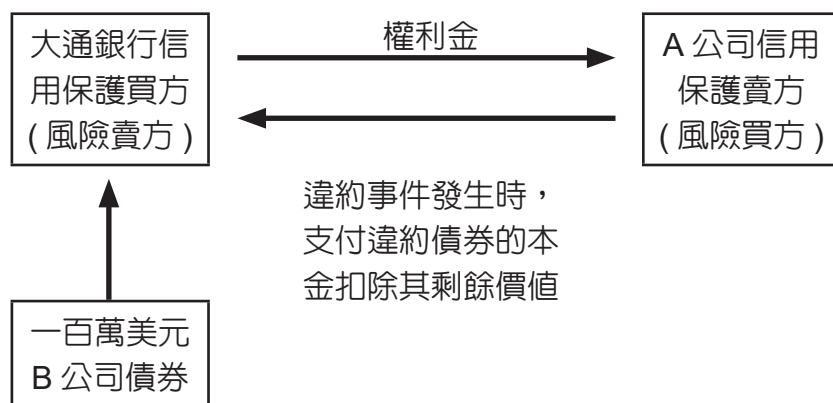 大通銀行信
用保護買方
( 風險賣方 )
權利金
A 公司信用
保護賣方
( 風險買方 )
違約事件發生時，
支付違約債券的本
金扣除其剩餘價值
一百萬美元
B 公司債券